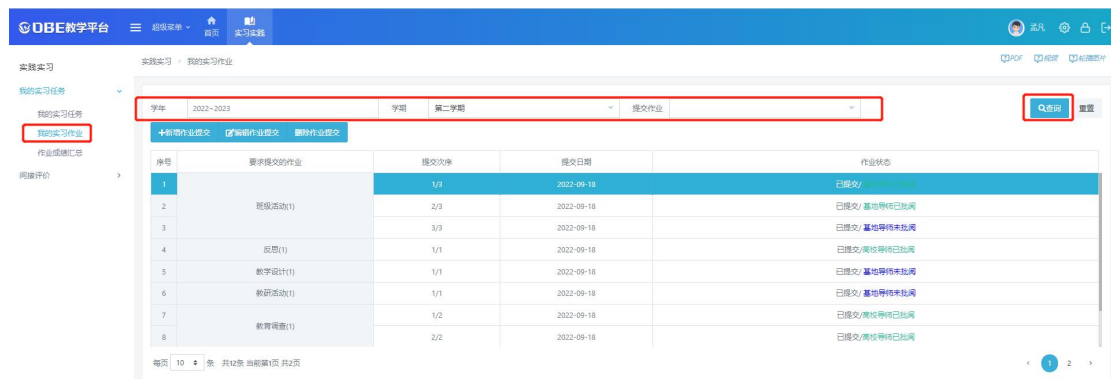 OBE教学平台 超级菜单 首页 实习实践 孟凡
实践实习 实践实习 > 我的实习作业 PDF 视频
我的实习任务
学年 2022~2023 学期 第二学期 提交作业 查询 重置
我的实习任务
我的实习作业 +新增作业提交 编辑作业提交 删除作业提交
作业成绩汇总
间接评价
序号 要求提交的作业 提交次序 提交日期 作业状态
1 1/3 2022-09-18 已提交/
2 班级活动(1) 2/3 2022-09-18 已提交/ 基地导师已批阅
3 3/3 2022-09-18 已提交/ 基地导师未批阅
4 反思(1) 1/1 2022-09-18 已提交/高校导师已批阅
5 教学设计(1) 1/1 2022-09-18 已提交/ 基地导师未批阅
6 教研活动(1) 1/1 2022-09-18 已提交/ 基地导师未批阅
7 教育调查(1) 1/2 2022-09-18 已提交/高校导师已批阅
8 2/2 2022-09-18 已提交/高校导师已批阅
每页 10 条 共12条 当前第1页 共2页 < 1 2 >